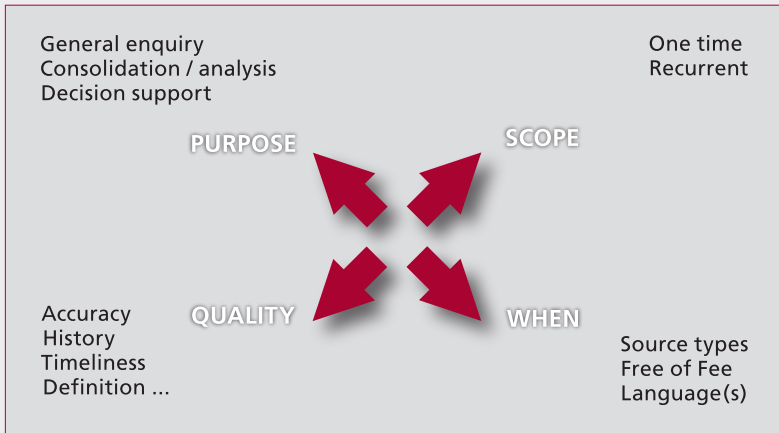 General enquiry
Consolidation / analysis
Decision support
One time
Recurrent
PURPOSE
SCOPE
QUALITY
WHEN
Accuracy
History
Timeliness
Definition ...
Source types
Free of Fee
Language(s)